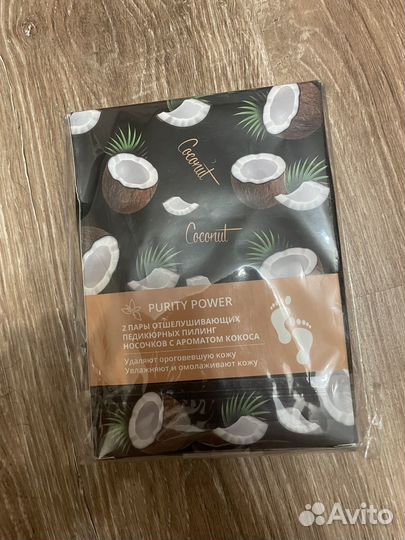 Coconut
Coconut
PURITY POWER
2 ПАРЫ ОТШЕЛУШИВАЮЩИХ
ПЕДИКЮРНЫХ ПИЛИНГ
НОСОЧКОВ С АРОМАТОМ КОКОСА
Удаляют ороговевшую кожу
Увлажняют и омолаживают кожу
Avito